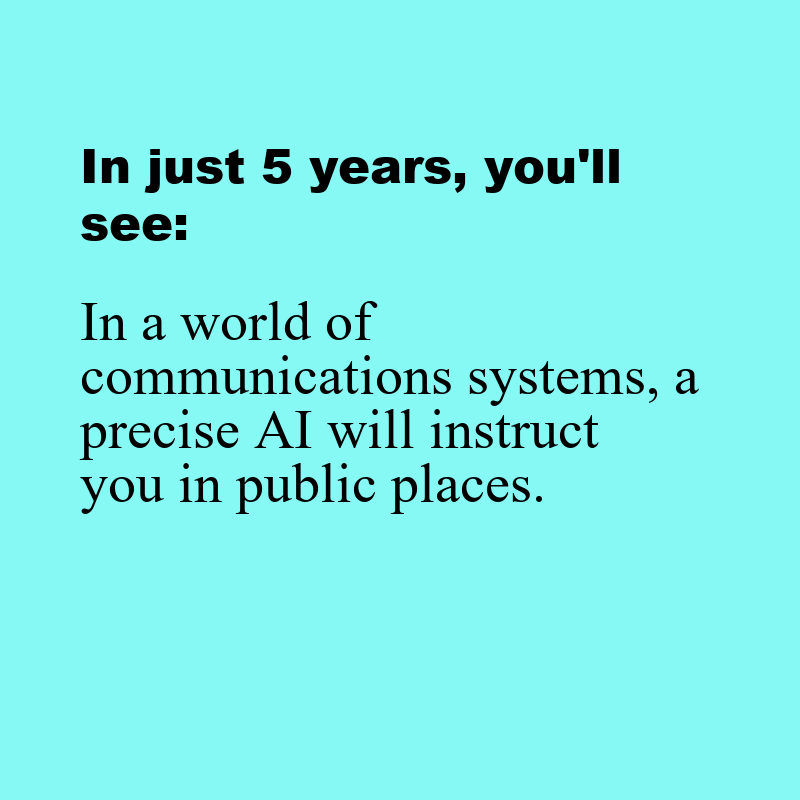 In just 5 years, you'll
see:
In a world of
communications systems, a
precise AI will instruct
you in public places.